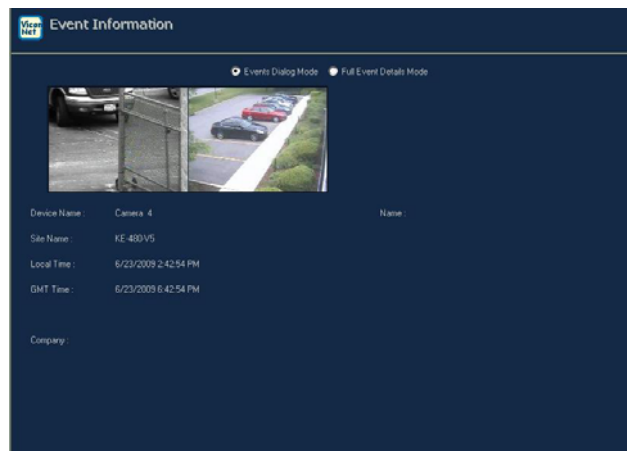 Vicon Net Event Information
Events Dialog Mode Full Event Details Mode
Device Name : Camera 4 Name :
Site Name : KE-480-V5
Local Time : 6/23/2009 2:42:54 PM
GMT Time : 6/23/2009 6:42:54 PM
Company :